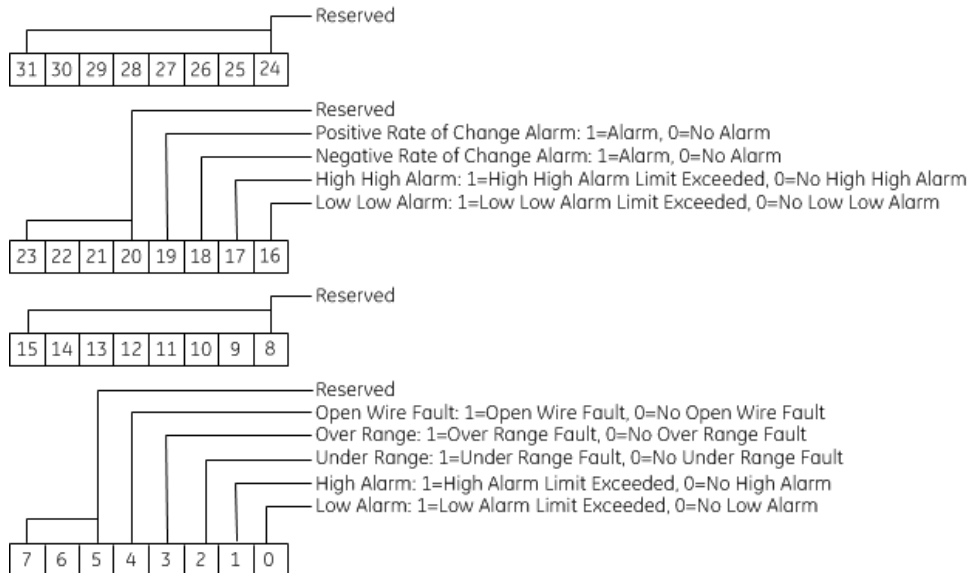 Reserved
31 30 29 28 27 26 25 24
Reserved
Positive Rate of Change Alarm: 1=Alarm, 0=No Alarm
Negative Rate of Change Alarm: 1=Alarm, 0=No Alarm
High High Alarm: 1=High High Alarm Limit Exceeded, 0=No High High Alarm
Low Low Alarm: 1=Low Low Alarm Limit Exceeded, 0=No Low Low Alarm
23 22 21 20 19 18 17 16
Reserved
15 14 13 12 11 10 9 8
Reserved
Open Wire Fault: 1=Open Wire Fault, 0=No Open Wire Fault
Over Range: 1=Over Range Fault, 0=No Over Range Fault
Under Range: 1=Under Range Fault, 0=No Under Range Fault
High Alarm: 1=High Alarm Limit Exceeded, 0=No High Alarm
Low Alarm: 1=Low Alarm Limit Exceeded, 0=No Low Alarm
7 6 5 4 3 2 1 0